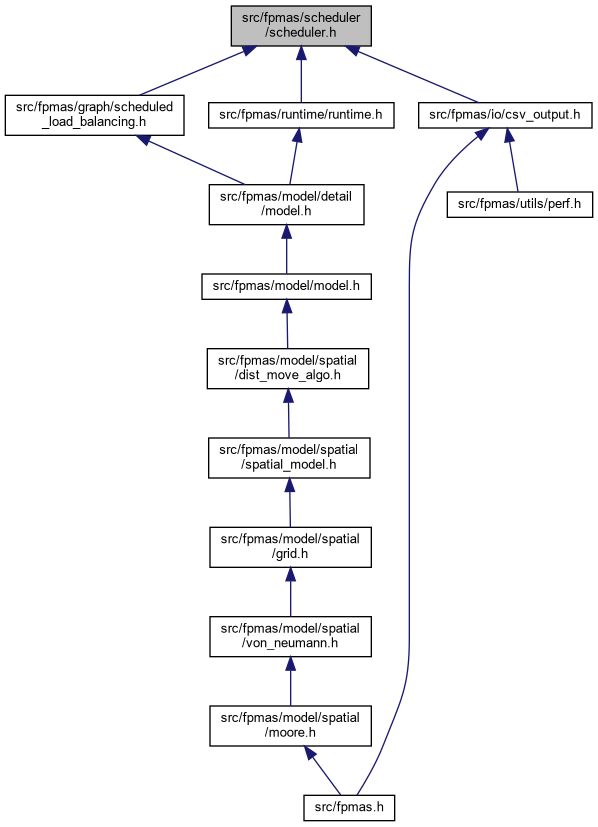 src/fpmas/scheduler
/scheduler.h
src/fpmas/graph/scheduled
_load_balancing.h
src/fpmas/runtime/runtime.h
src/fpmas/io/csv_output.h
src/fpmas/model/detail
/model.h
src/fpmas/utils/perf.h
src/fpmas/model/model.h
src/fpmas/model/spatial
/dist_move_algo.h
src/fpmas/model/spatial
/spatial_model.h
src/fpmas/model/spatial
/grid.h
src/fpmas/model/spatial
/von_neumann.h
src/fpmas/model/spatial
/moore.h
src/fpmas.h